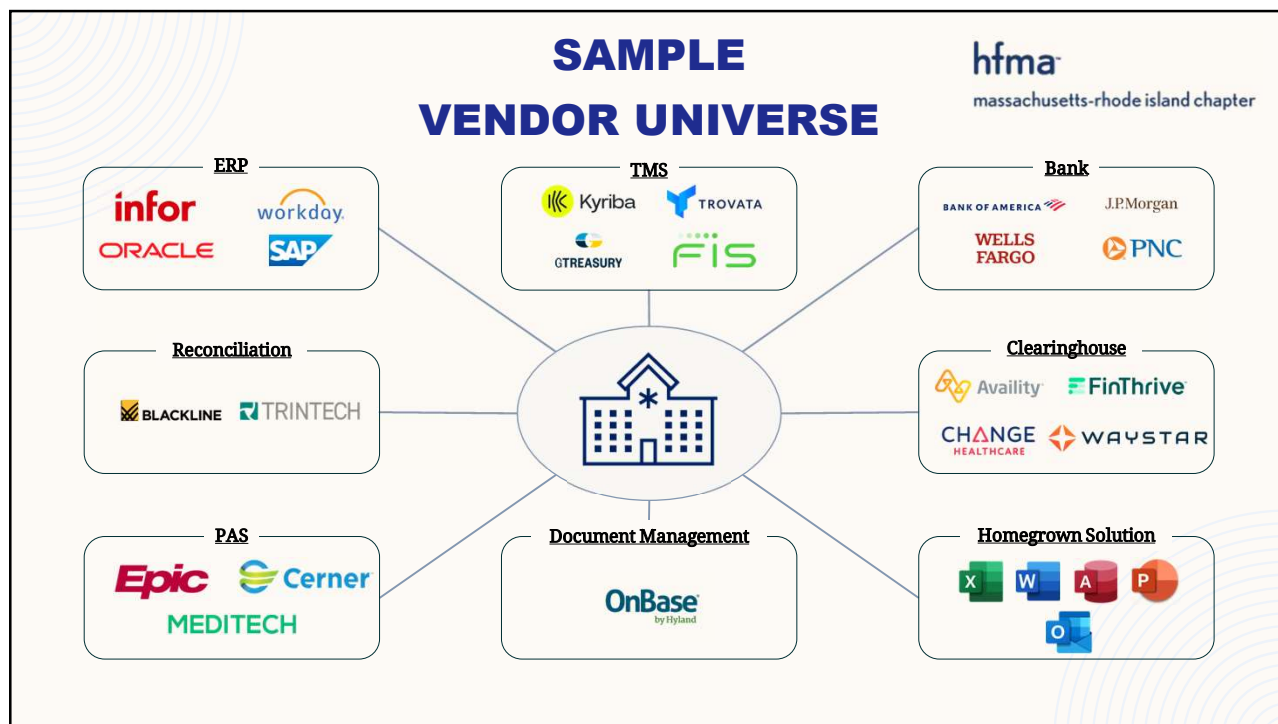 SAMPLE
VENDOR UNIVERSE
hfma
massachusetts-rhode island chapter
ERP
infor
workday.
ORACLE
SAP
TMS
Kyriba
TROVATA
GTREASURY
FIS
Bank
BANK OF AMERICA
J.P.Morgan
WELLS
FARGO
PNC
Reconciliation
BLACKLINE
TRINTECH
Clearinghouse
Availity
FinThrive
CHANGE
HEALTHCARE
WAYSTAR
PAS
Epic
Cerner
MEDITECH
Document Management
OnBase
by Hyland
Homegrown Solution
X
W
A
P
O